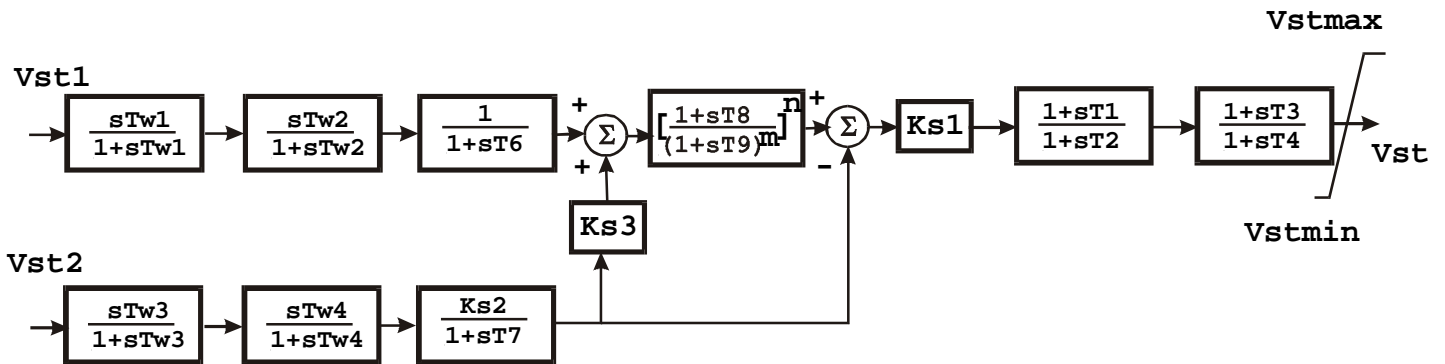 Vstmax
Vst1
sTw1
1+sTw1
sTw2
1+sTw2
1
1+sT6
+
Σ
+
[1+sT8]n
(1+sT9)m
+
Σ
-
Ks1
1+sT1
1+sT2
1+sT3
1+sT4
Vst
Vstmin
Ks3
Vst2
sTw3
1+sTw3
sTw4
1+sTw4
Ks2
1+sT7